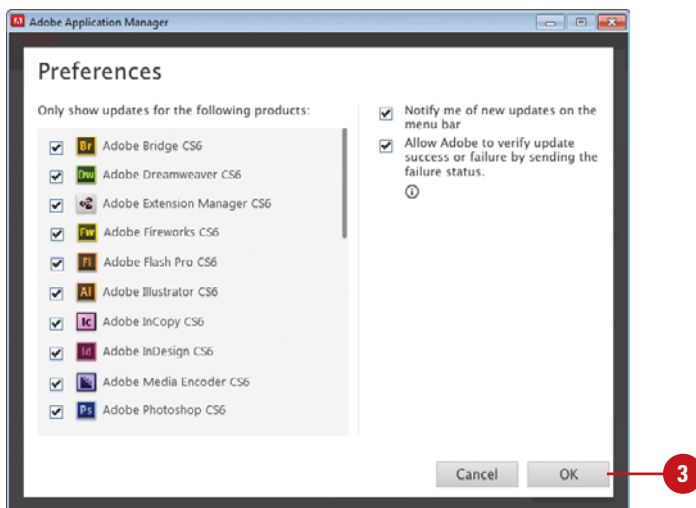 Adobe Application Manager
Preferences
Only show updates for the following products:
Br Adobe Bridge CS6
Dw Adobe Dreamweaver CS6
Adobe Extension Manager CS6
Fw Adobe Fireworks CS6
Fl Adobe Flash Pro CS6
Ai Adobe Illustrator CS6
Ic Adobe InCopy CS6
Id Adobe InDesign CS6
Adobe Media Encoder CS6
Ps Adobe Photoshop CS6
Notify me of new updates on the
menu bar
Allow Adobe to verify update
success or failure by sending the
failure status.
Cancel
OK
3